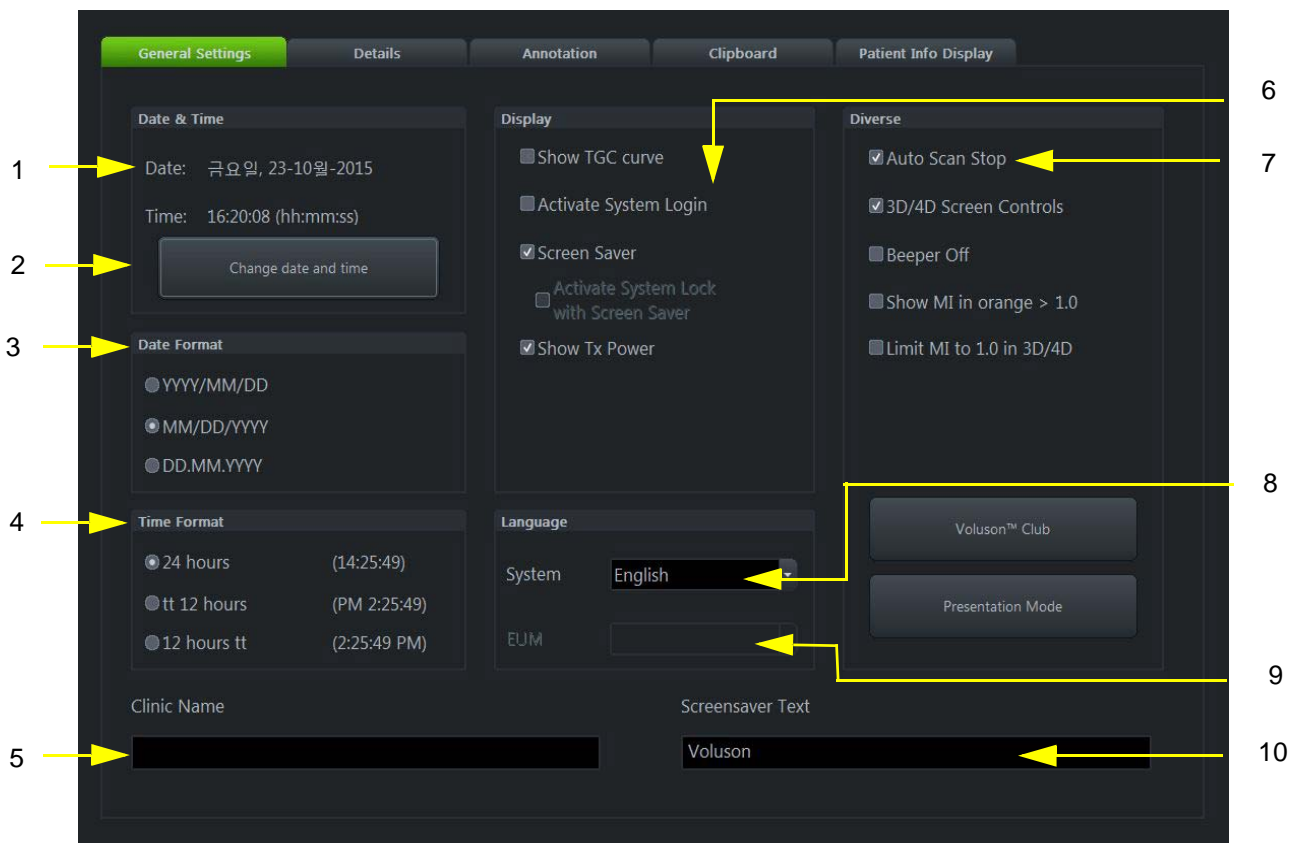 General Settings
Details
Annotation
Clipboard
Patient Info Display
Date & Time
1
Date: 금요일, 23-10월-2015
Time: 16:20:08 (hh:mm:ss)
2
Change date and time
3
Date Format
YYYY/MM/DD
MM/DD/YYYY
DD.MM.YYYY
4
Time Format
24 hours (14:25:49)
tt 12 hours (PM 2:25:49)
12 hours tt (2:25:49 PM)
Display
Show TGC curve
Activate System Login
Screen Saver
Activate System Lock
with Screen Saver
Show Tx Power
6
Language
System English
8
EUM
9
Diverse
Auto Scan Stop
7
3D/4D Screen Controls
Beeper Off
Show MI in orange > 1.0
Limit MI to 1.0 in 3D/4D
Voluson™ Club
Presentation Mode
Clinic Name
5
Screensaver Text
Voluson
10